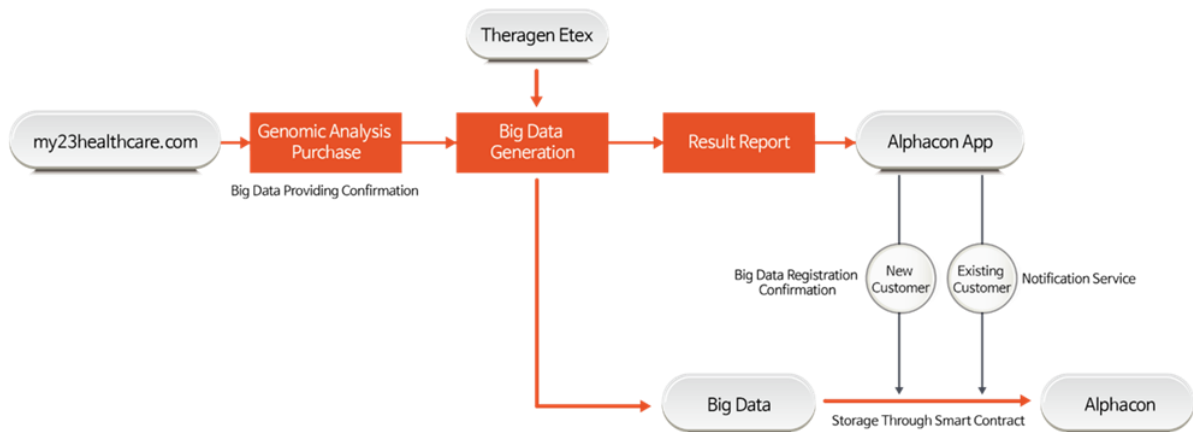 Theragen Etex
my23healthcare.com
Genomic Analysis
Purchase
Big Data
Generation
Result Report
Alphacon App
Big Data Providing Confirmation
Big Data Registration
Confirmation
New
Customer
Existing
Customer
Notification Service
Big Data
Storage Through Smart Contract
Alphacon